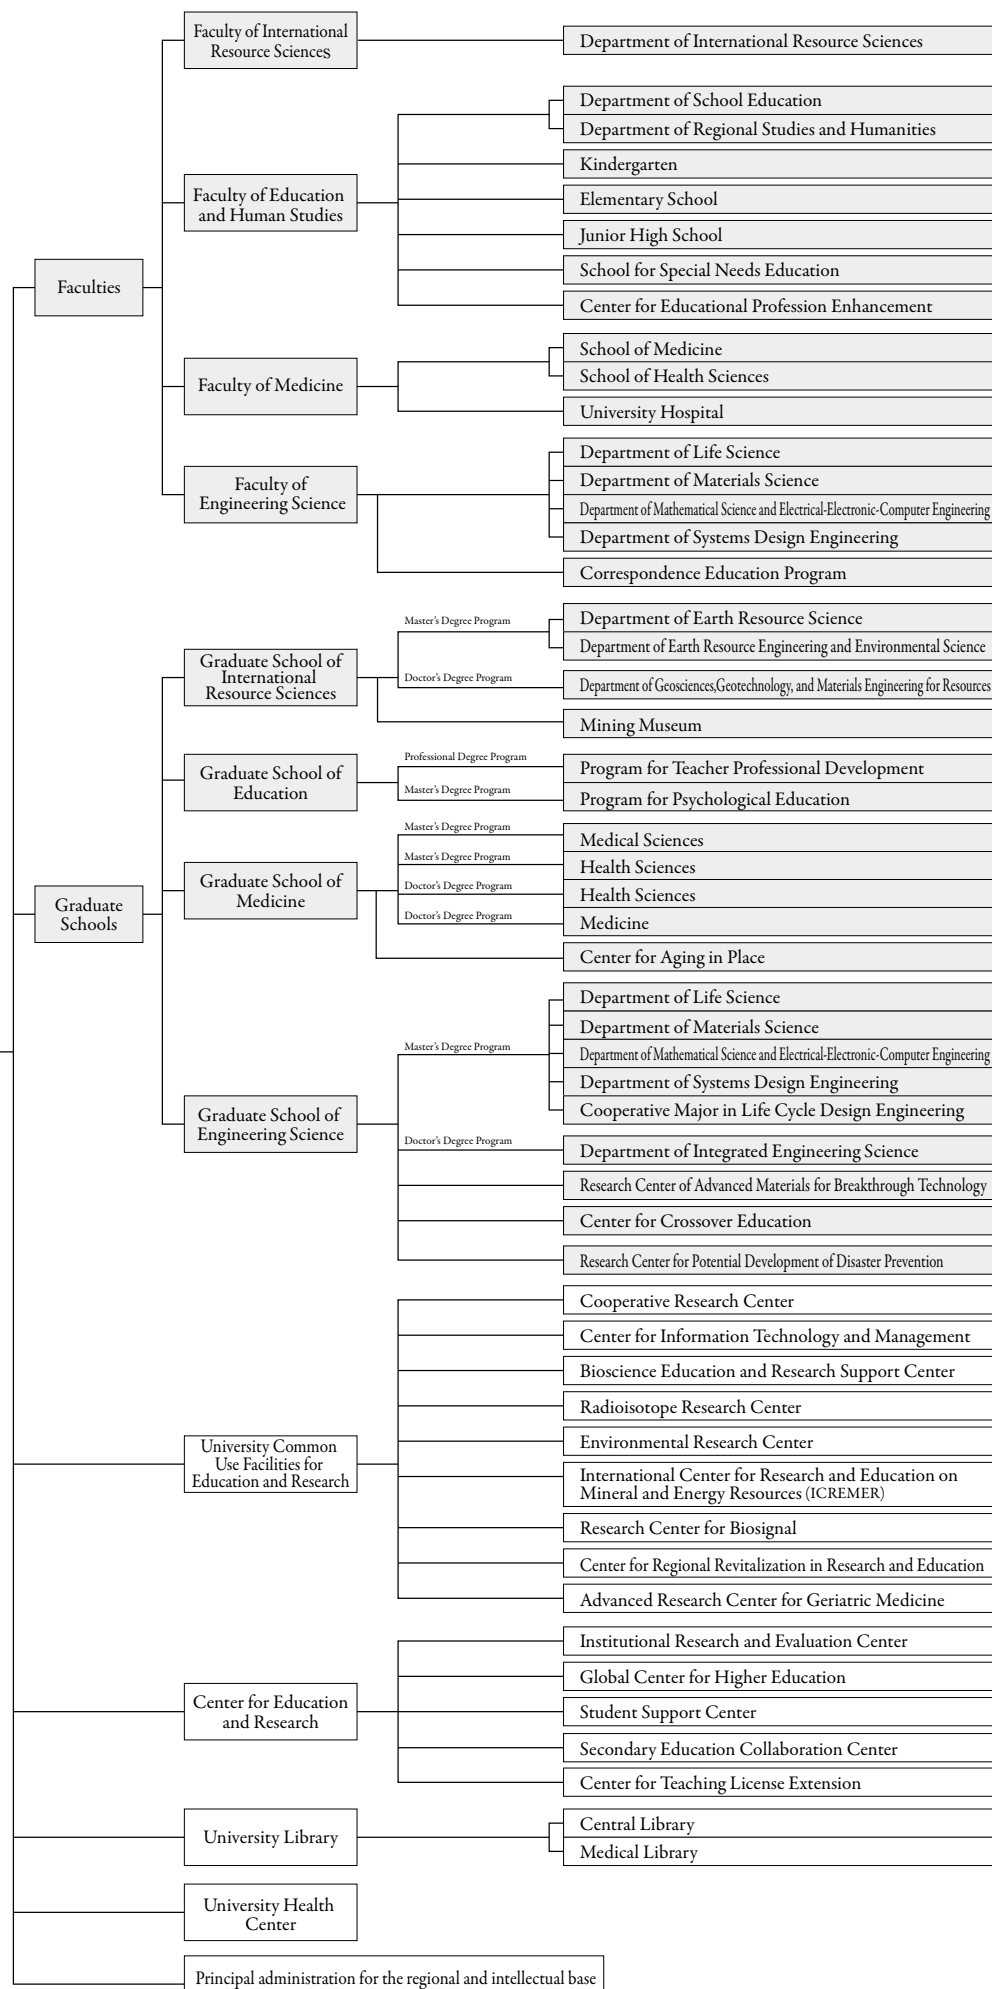 Faculties
Faculty of International
Resource Sciences
Department of International Resource Sciences
Faculty of Education
and Human Studies
Department of School Education
Department of Regional Studies and Humanities
Kindergarten
Elementary School
Junior High School
School for Special Needs Education
Center for Educational Profession Enhancement
Faculty of Medicine
School of Medicine
School of Health Sciences
University Hospital
Faculty of
Engineering Science
Department of Life Science
Department of Materials Science
Department of Mathematical Science and Electrical-Electronic-Computer Engineering
Department of Systems Design Engineering
Correspondence Education Program
Graduate
Schools
Graduate School of
International
Resource Sciences
Master's Degree Program
Department of Earth Resource Science
Department of Earth Resource Engineering and Environmental Science
Doctor's Degree Program
Department of Geosciences,Geotechnology, and Materials Engineering for Resources
Mining Museum
Graduate School of
Education
Professional Degree Program
Program for Teacher Professional Development
Master's Degree Program
Program for Psychological Education
Graduate School of
Medicine
Master's Degree Program
Medical Sciences
Master's Degree Program
Health Sciences
Doctor's Degree Program
Health Sciences
Doctor's Degree Program
Medicine
Center for Aging in Place
Graduate School of
Engineering Science
Master's Degree Program
Department of Life Science
Department of Materials Science
Department of Mathematical Science and Electrical-Electronic-Computer Engineering
Department of Systems Design Engineering
Cooperative Major in Life Cycle Design Engineering
Doctor's Degree Program
Department of Integrated Engineering Science
Research Center of Advanced Materials for Breakthrough Technology
Center for Crossover Education
Research Center for Potential Development of Disaster Prevention
University Common
Use Facilities for
Education and Research
Cooperative Research Center
Center for Information Technology and Management
Bioscience Education and Research Support Center
Radioisotope Research Center
Environmental Research Center
International Center for Research and Education on
Mineral and Energy Resources (ICREMER)
Research Center for Biosignal
Center for Regional Revitalization in Research and Education
Advanced Research Center for Geriatric Medicine
Center for Education
and Research
Institutional Research and Evaluation Center
Global Center for Higher Education
Student Support Center
Secondary Education Collaboration Center
Center for Teaching License Extension
University Library
Central Library
Medical Library
University Health
Center
Principal administration for the regional and intellectual base